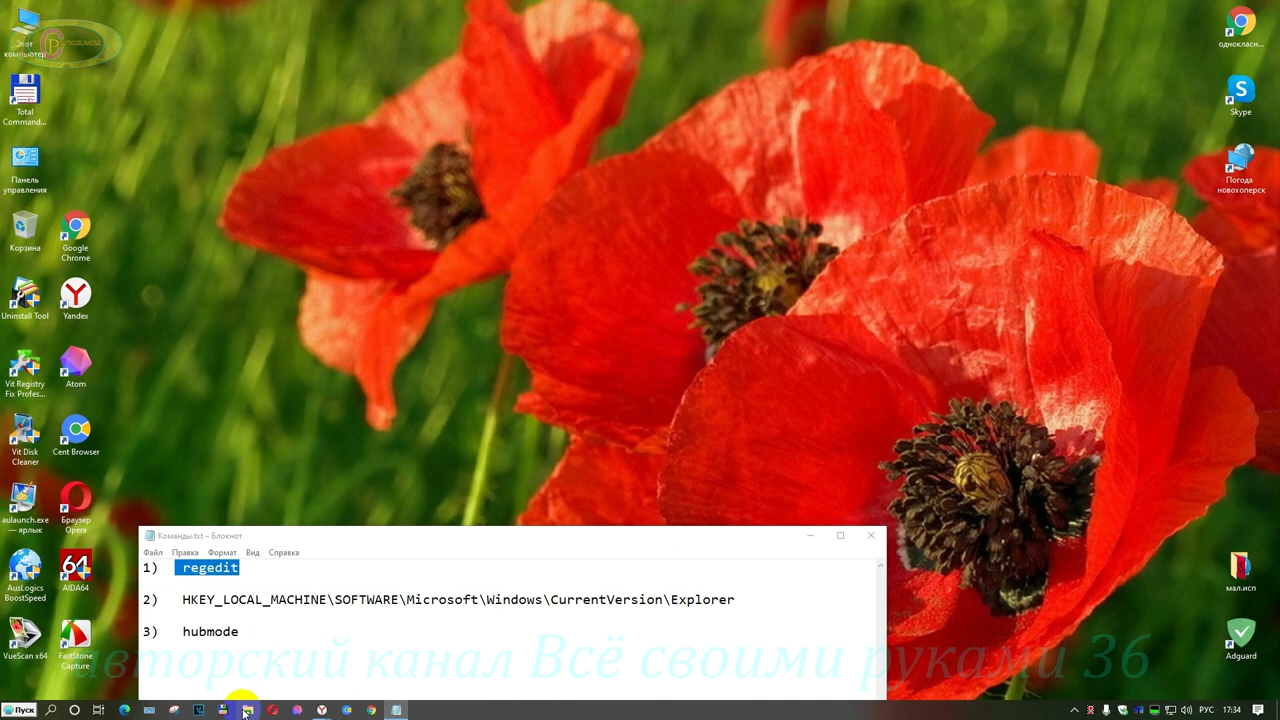 Этот
компьютер
Total
Command...
Панель
управления
Корзина
Google
Chrome
Uninstall Tool
Yandex
Vit Registry
Fix Profes...
Atom
Vit Disk
Cleaner
Cent Browser
aulaunch.exe
— ярлык
Браузер
Opera
AusLogics
BoostSpeed
64
AIDA64
VueScan x64
FastStone
Capture
однокласн...
S
Skype
Погода
новохоперск
мал.исп
Adguard
Команды.txt – Блокнот
Файл Правка Формат Вид Справка
1) regedit
2) HKEY_LOCAL_MACHINE\SOFTWARE\Microsoft\Windows\CurrentVersion\Explorer
3) hubmode
авторский канал Всё своими руками 36
Пуск
РУС 17:34